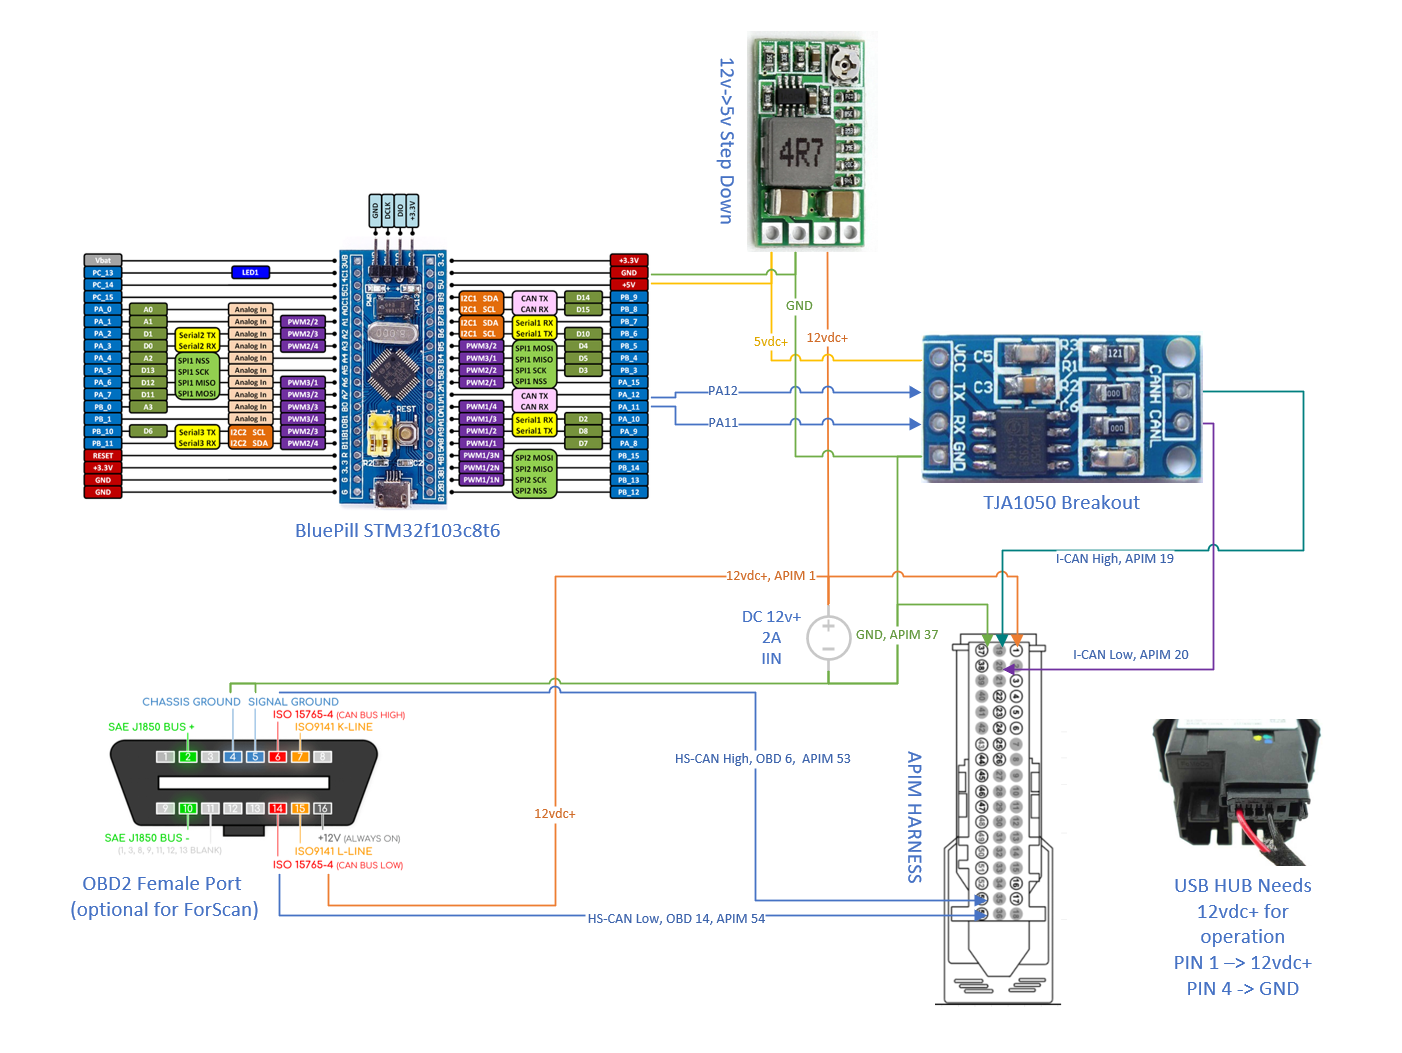 12v->5v Step Down
4R7
GND
DCLK
DIO
+3.3V
Vbat
PC_13
LED1
PC_14
PC_15
PA_0 A0 Analog In
PA_1 A1 Analog In PWM2/2
PA_2 D1 Serial2 TX Analog In PWM2/3
PA_3 D0 Serial2 RX Analog In PWM2/4
PA_4 A2 SPI1 NSS Analog In
PA_5 D13 SPI1 SCK Analog In
PA_6 D12 SPI1 MISO Analog In PWM3/1
PA_7 D11 SPI1 MOSI Analog In PWM3/2
PB_0 A3 Analog In PWM3/3
PB_1 Analog In PWM3/4
PB_10 D6 Serial3 TX I2C2 SCL PWM2/3
PB_11 Serial3 RX I2C2 SDA PWM2/4
RESET
+3.3V
GND
GND
REST
+3.3V
GND
+5V
I2C1 SDA CAN TX D14 PB_9
I2C1 SCL CAN RX D15 PB_8
I2C1 SDA Serial1 RX PB_7
I2C1 SCL Serial1 TX D10 PB_6
PWM3/2 SPI1 MOSI D4 PB_5
PWM3/1 SPI1 MISO D5 PB_4
PWM2/2 SPI1 SCK D3 PB_3
PWM2/1 SPI1 NSS PA_15
CAN TX PA_12
PWM1/4 CAN RX PA_11
PWM1/3 Serial1 RX D2 PA_10
PWM1/2 Serial1 TX D8 PA_9
PWM1/1 D7 PA_8
PWM1/3N SPI2 MOSI PB_15
PWM1/2N SPI2 MISO PB_14
PWM1/1N SPI2 SCK PB_13
SPI2 NSS PB_12
BluePill STM32f103c8t6
GND
5vdc+
12vdc+
PA12
PA11
VCC
TX
RX
GND
C5
C3
R3
R1
R2
121
000
000
CANH
CANL
TJA1050 Breakout
I-CAN High, APIM 19
12vdc+, APIM 1
DC 12v+
2A
IIN
GND, APIM 37
I-CAN Low, APIM 20
CHASSIS GROUND
SIGNAL GROUND
ISO 15765-4 (CAN BUS HIGH)
SAE J1850 BUS +
ISO9141 K-LINE
1 2 3 4 5 6 7 8
9 10 11 12 13 14 15 16
SAE J1850 BUS -
(1, 3, 8, 9, 11, 12, 13 BLANK)
+12V (ALWAYS ON)
ISO9141 L-LINE
ISO 15765-4 (CAN BUS LOW)
OBD2 Female Port
(optional for ForScan)
HS-CAN High, OBD 6, APIM 53
12vdc+
HS-CAN Low, OBD 14, APIM 54
APIM HARNESS
USB HUB Needs
12vdc+ for
operation
PIN 1 –> 12vdc+
PIN 4 -> GND